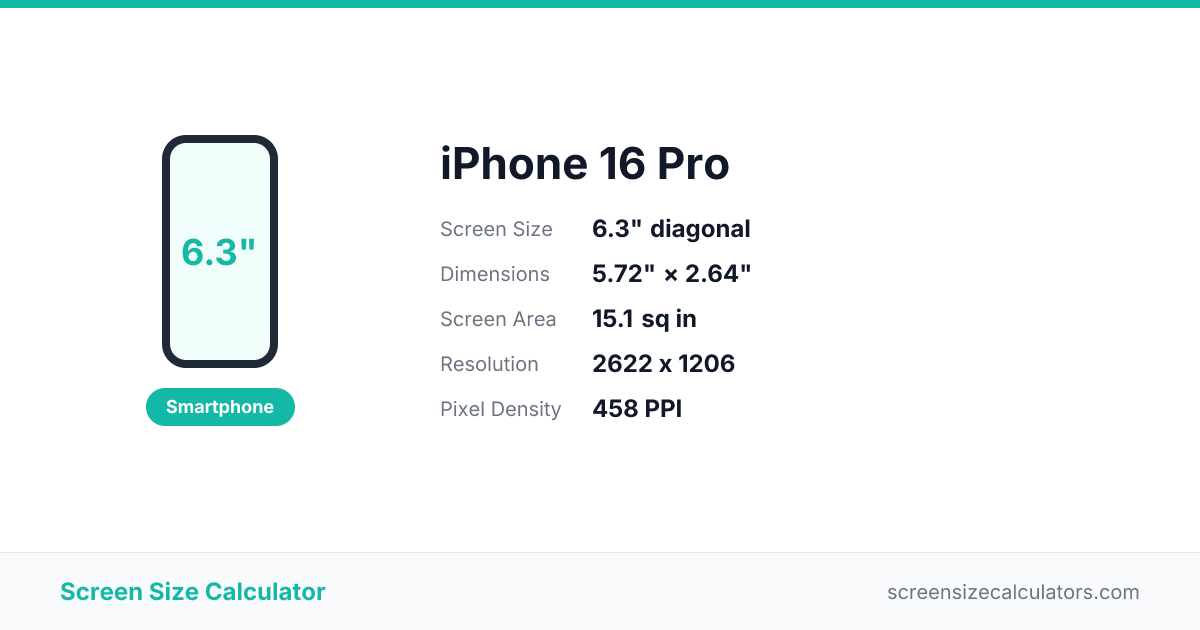 6.3"
Smartphone
iPhone 16 Pro
Screen Size 6.3" diagonal
Dimensions 5.72" × 2.64"
Screen Area 15.1 sq in
Resolution 2622 x 1206
Pixel Density 458 PPI
Screen Size Calculator
screensizecalculators.com